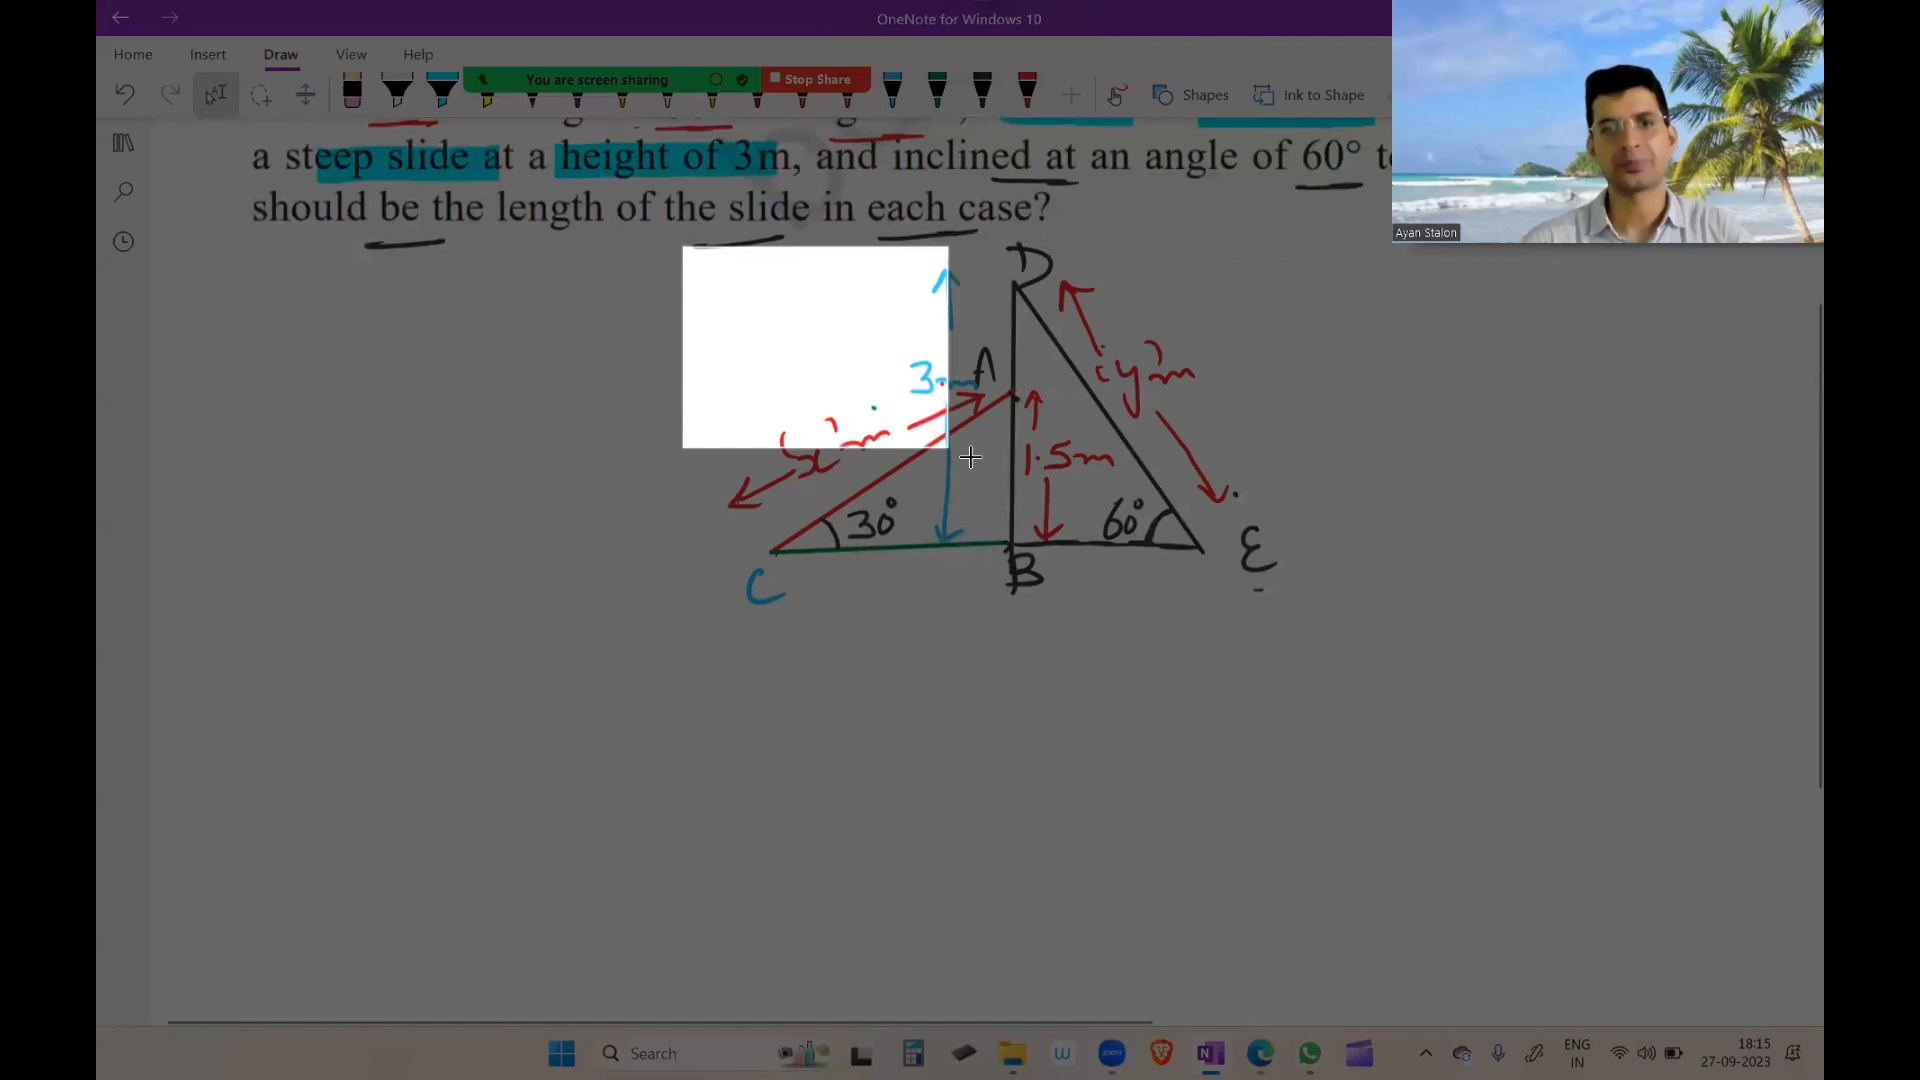 OneNote for Windows 10
Home Insert Draw View Help
You are screen sharing Stop Share
Shapes Ink to Shape
a steep slide at a height of 3m, and inclined at an angle of 60°
should be the length of the slide in each case?
Ayan Stalon
D
3m A
'y'm
'x'm
1.5m
30°
60°
C
B
E
Search
ENG
IN
18:15
27-09-2023